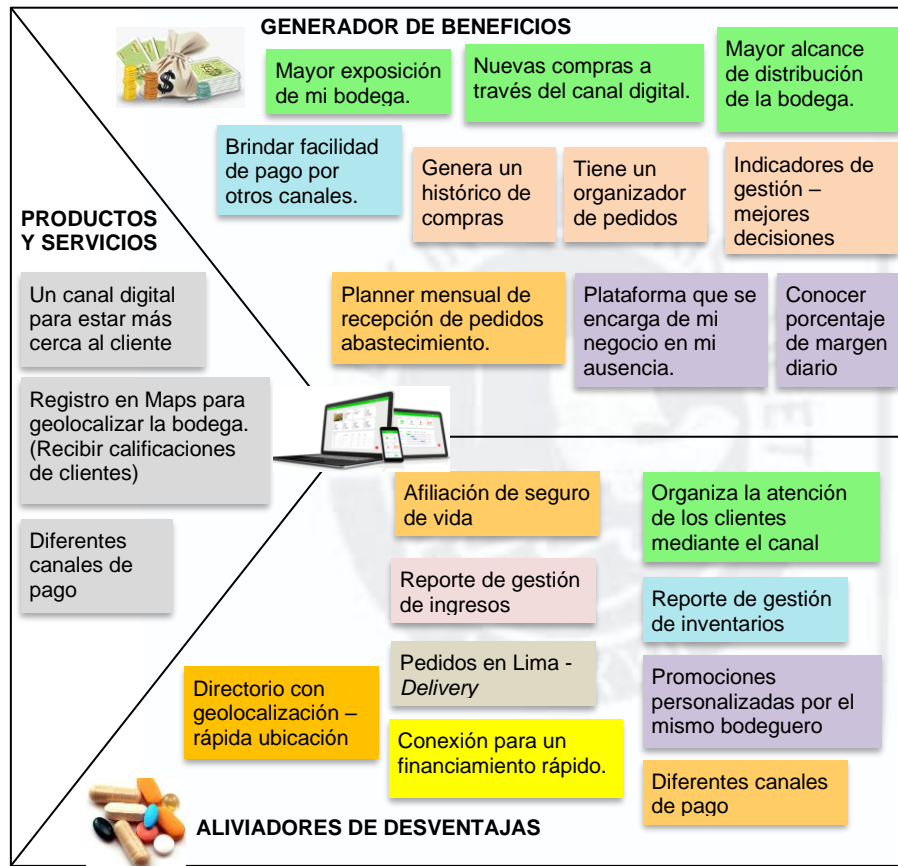 GENERADOR DE BENEFICIOS
Mayor exposición
de mi bodega.
Nuevas compras a
través del canal digital.
Mayor alcance
de distribución
de la bodega.
Brindar facilidad
de pago por
otros canales.
Genera un
histórico de
compras
Tiene un
organizador
de pedidos
Indicadores de
gestión –
mejores
decisiones
Planner mensual de
recepción de pedidos
abastecimiento.
Plataforma que se
encarga de mi
negocio en mi
ausencia.
Conocer
porcentaje
de margen
diario
PRODUCTOS
Y SERVICIOS
Un canal digital
para estar más
cerca al cliente
Registro en Maps para
geolocalizar la bodega.
(Recibir calificaciones
de clientes)
Diferentes
canales de
pago
Afiliación de seguro
de vida
Organiza la atención
de los clientes
mediante el canal
Reporte de gestión
de ingresos
Reporte de gestión
de inventarios
Pedidos en Lima -
Delivery
Promociones
personalizadas por el
mismo bodeguero
Directorio con
geolocalización –
rápida ubicación
Conexión para un
financiamiento rápido.
Diferentes canales
de pago
ALIVIADORES DE DESVENTAJAS